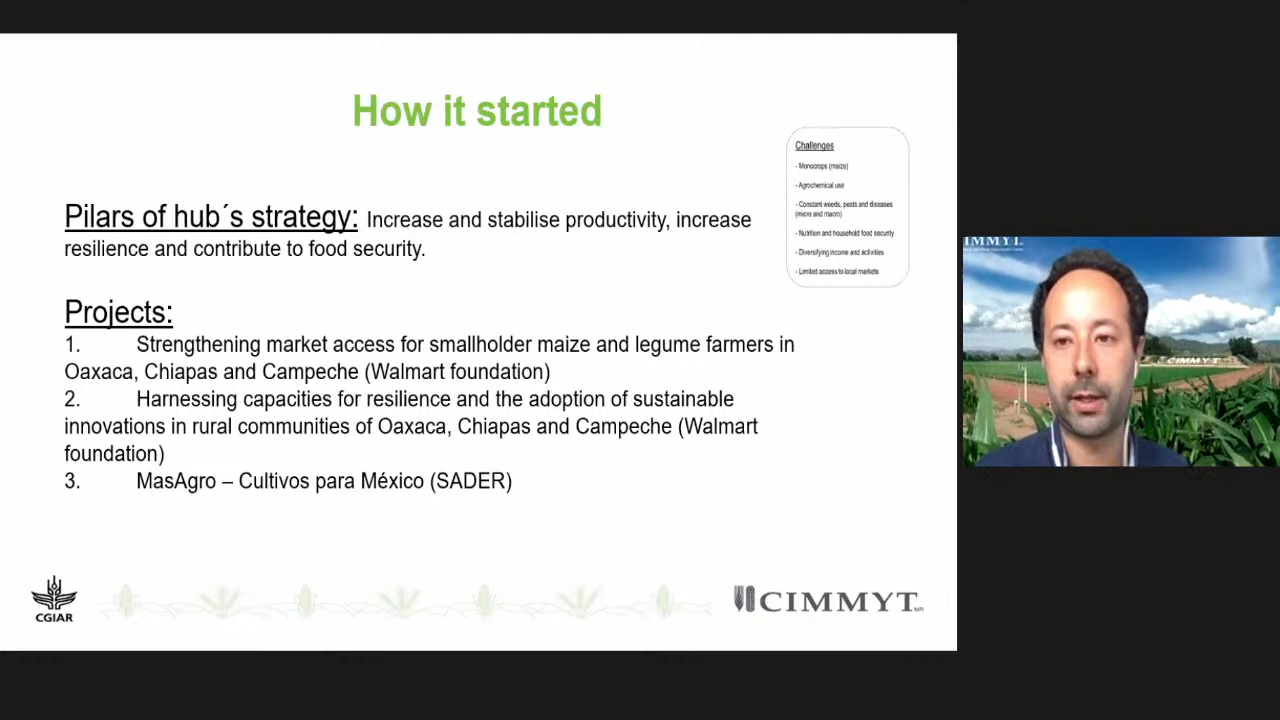 How it started
Challenges
- Monocrops (maize)
- Agrochemical use
- Constant weeds, pests and diseases
(micro and macro)
- Nutrition and household food security
- Diversifying income and activities
- Limited access to local markets
Pilars of hub´s strategy: Increase and stabilise productivity, increase
resilience and contribute to food security.
Projects:
1. Strengthening market access for smallholder maize and legume farmers in
Oaxaca, Chiapas and Campeche (Walmart foundation)
2. Harnessing capacities for resilience and the adoption of sustainable
innovations in rural communities of Oaxaca, Chiapas and Campeche (Walmart
foundation)
3. MasAgro – Cultivos para México (SADER)
CGIAR
CIMMYT MR
IMMYT
CIMMYT